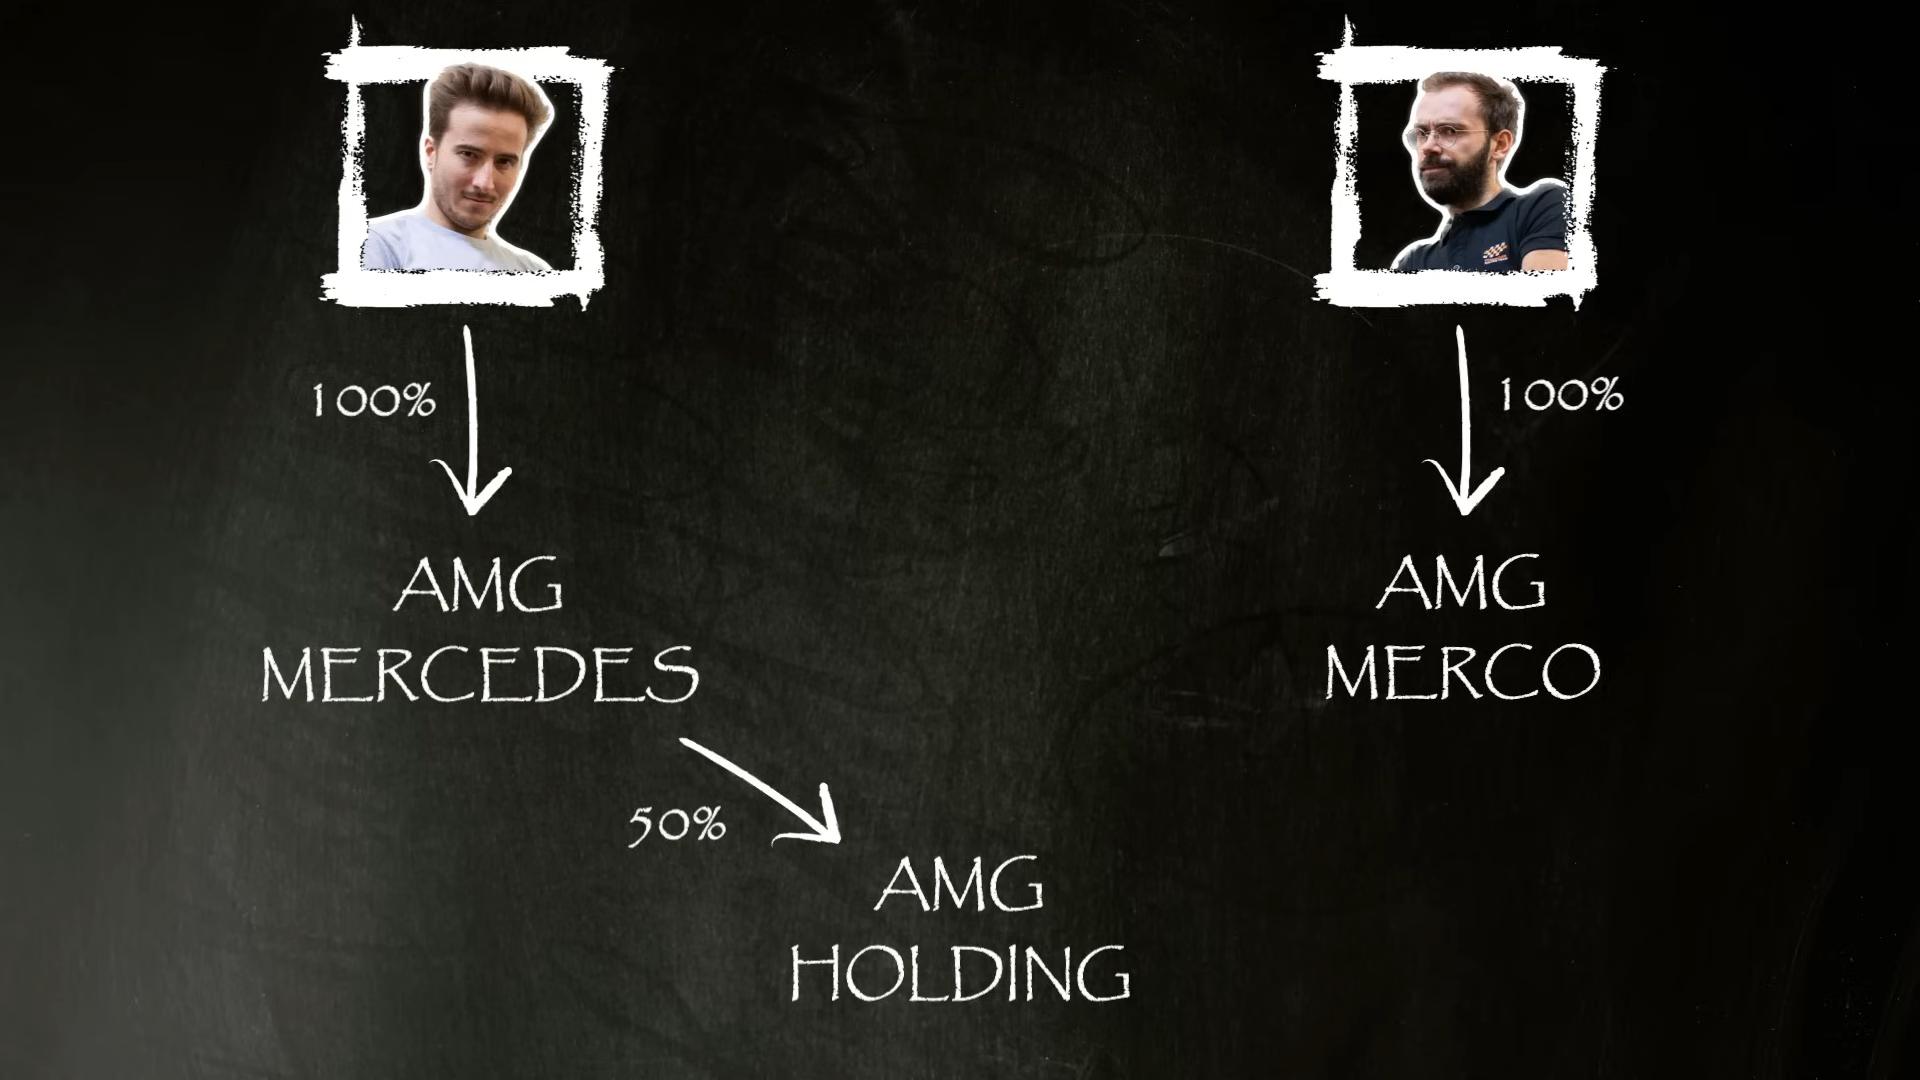 100%
100%
AMG
MERCEDES
AMG
MERCO
50%
AMG
HOLDING